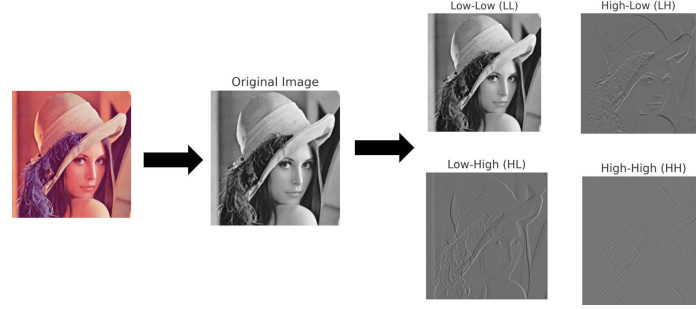 Low-Low (LL)
High-Low (LH)
Original Image
Low-High (HL)
High-High (HH)